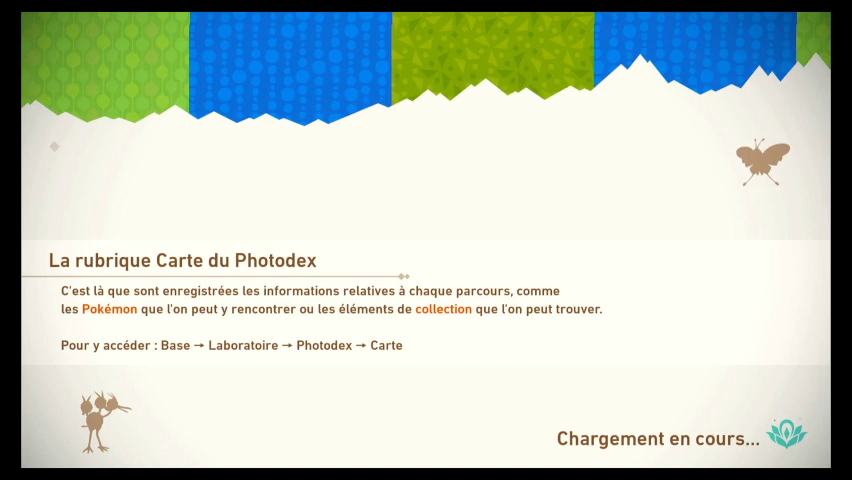 La rubrique Carte du Photodex
C'est là que sont enregistrées les informations relatives à chaque parcours, comme
les Pokémon que l'on peut y rencontrer ou les éléments de collection que l'on peut trouver.
Pour y accéder : Base → Laboratoire → Photodex → Carte
Chargement en cours...